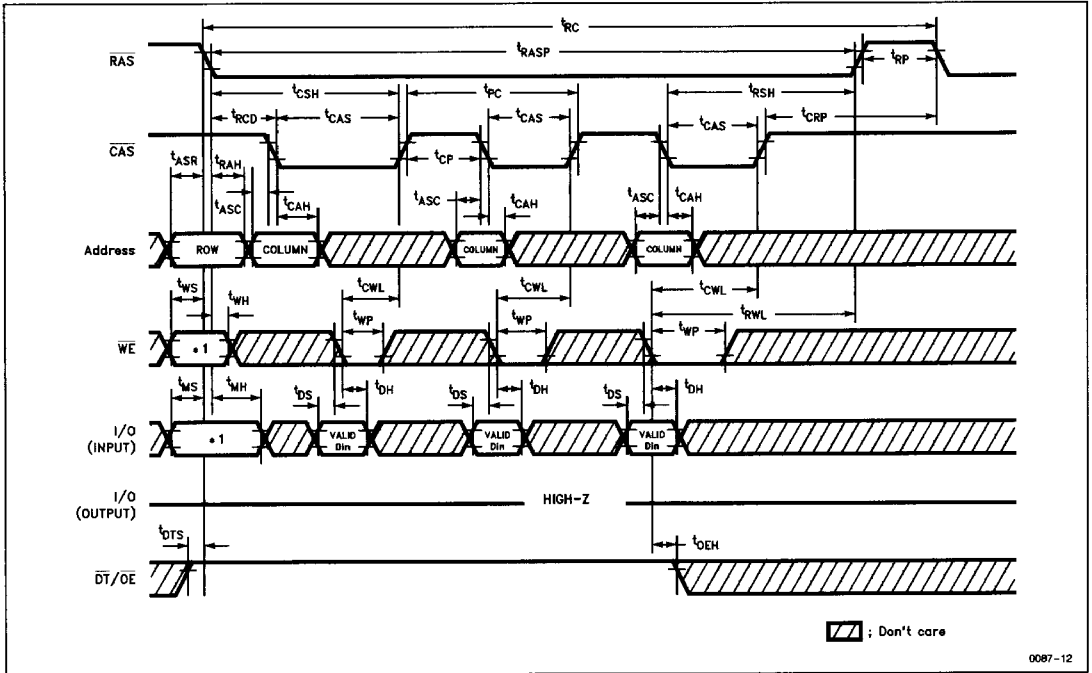 tRC
RAS
tRASP
tRP
tCSH
tPC
tRSH
tRCD
tCAS
tCAS
tCAS
tCRP
CAS
tCP
tASR
tRAH
tASC
tCAH
tASC
tCAH
tASC
tCAH
Address
ROW
COLUMN
COLUMN
COLUMN
tWS
tWH
tCWL
tCWL
tCWL
tRWL
tWP
tWP
tWP
WE
*1
tMS
tMH
tDS
tDH
tDS
tDH
tDS
tDH
I/O
(INPUT)
*1
VALID
Din
VALID
Din
VALID
Din
I/O
(OUTPUT)
HIGH-Z
tDTS
tOEH
DT/OE
; Don't care
0087-12